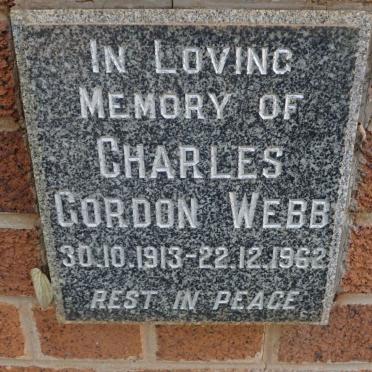 IN LOVING
MEMORY OF
CHARLES
GORDON WEBB
30.10.1913-22.12.1962
REST IN PEACE